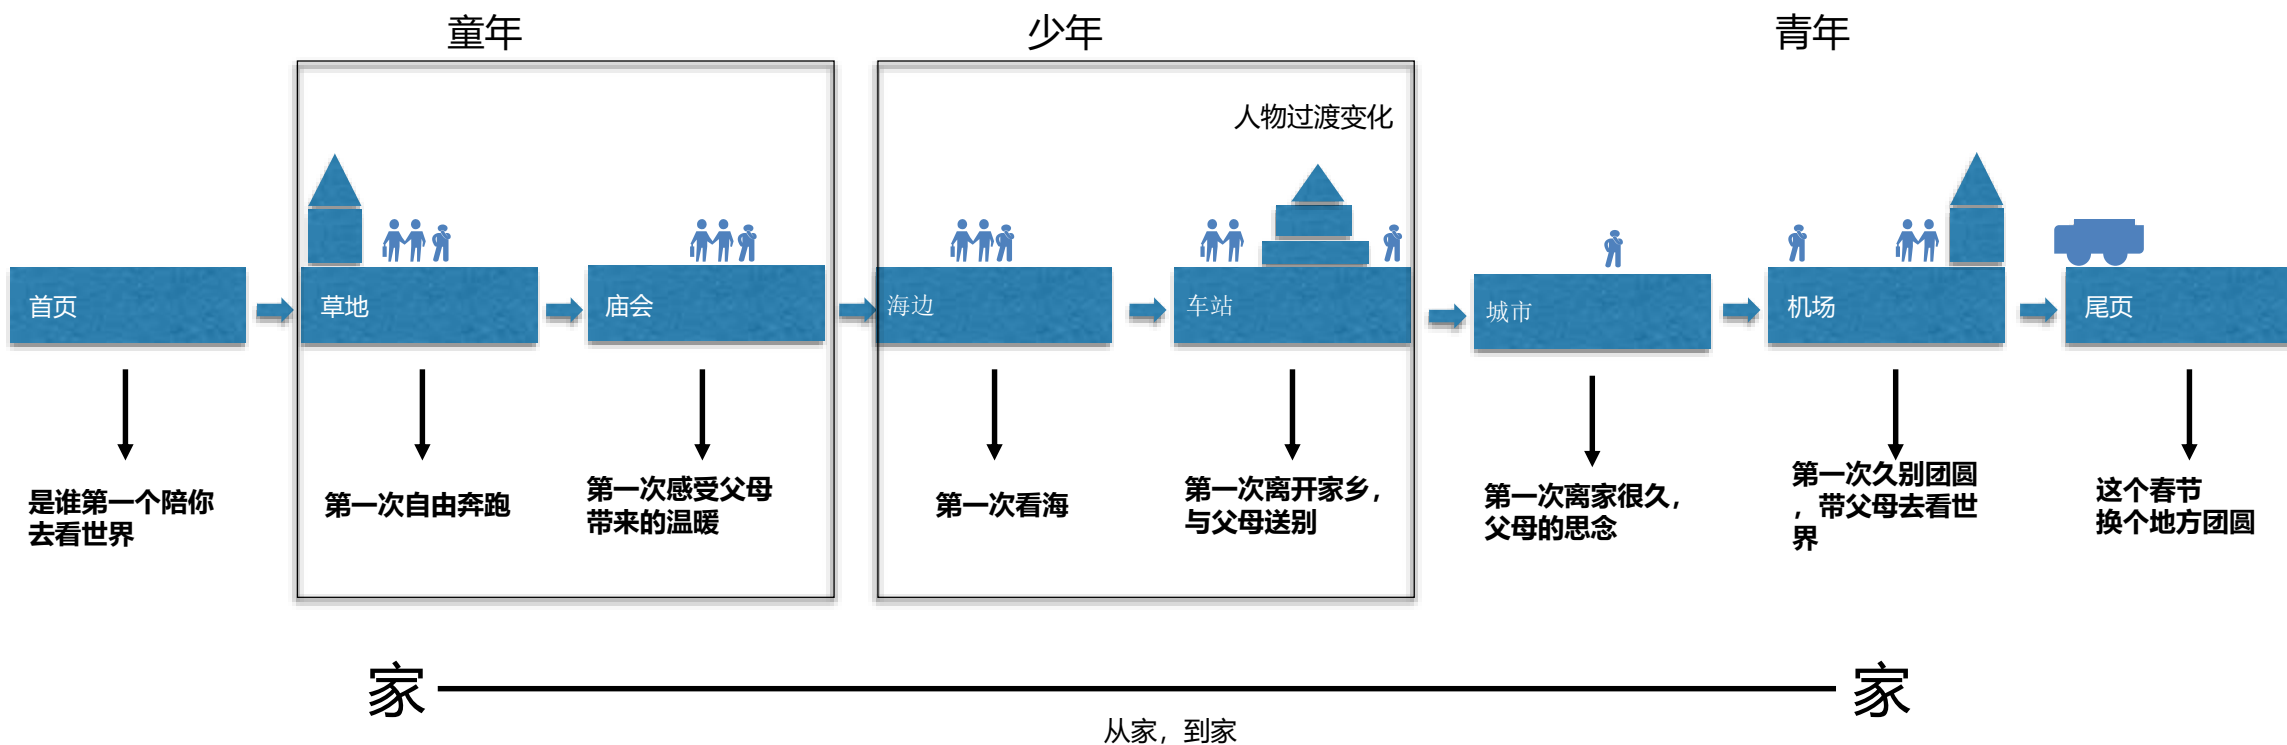 童年
少年
青年
人物过渡变化
首页
草地
庙会
海边
车站
城市
机场
尾页
是谁第一个陪你
去看世界
第一次自由奔跑
第一次感受父母
带来的温暖
第一次看海
第一次离开家乡，
与父母送别
第一次离家很久，
父母的思念
第一次久别团圆
，带父母去看世
界
这个春节
换个地方团圆
家
家
从家，到家